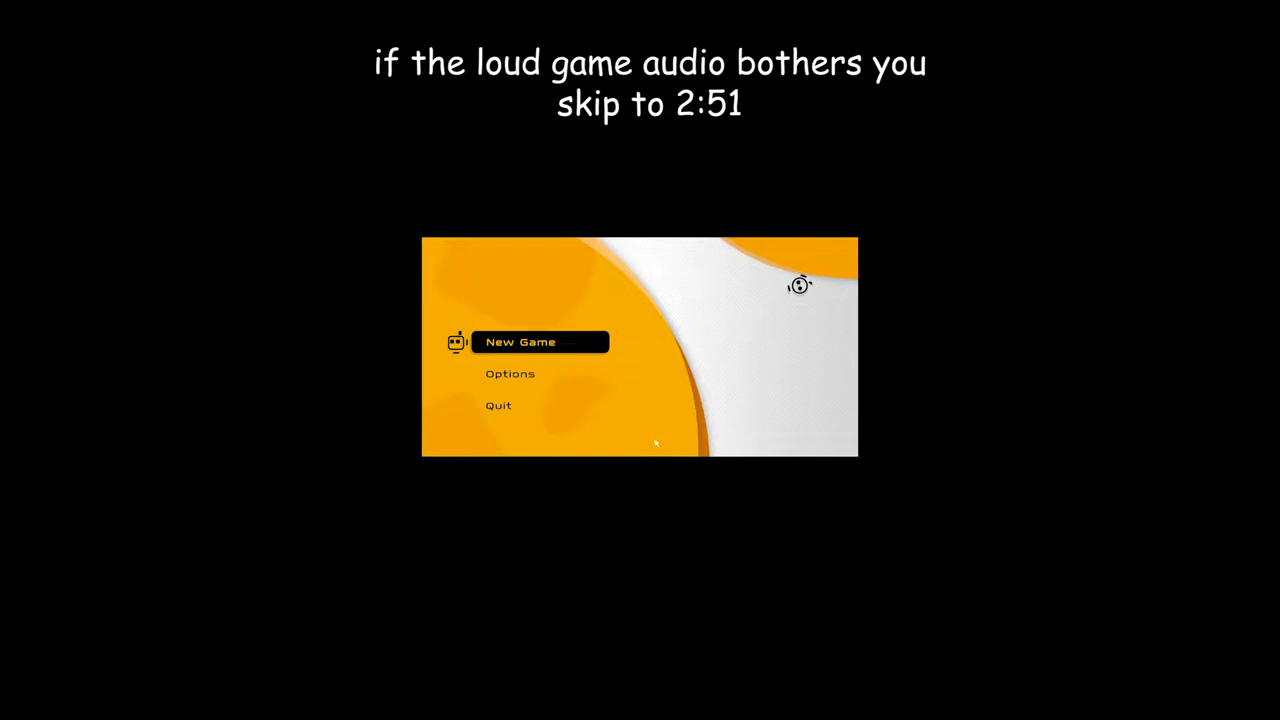 if the loud game audio bothers you
skip to 2:51
New Game
Options
Quit